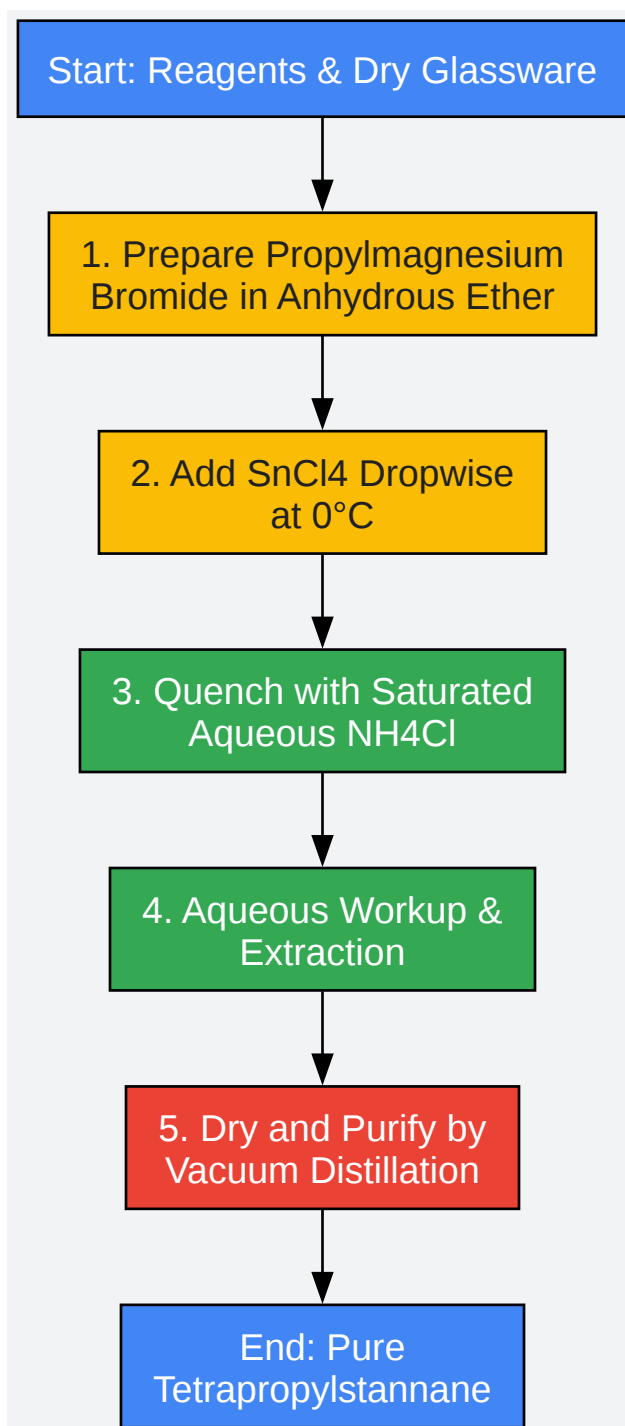 Start: Reagents & Dry Glassware
1. Prepare Propylmagnesium
Bromide in Anhydrous Ether
2. Add SnCl4 Dropwise
at 0°C
3. Quench with Saturated
Aqueous NH4Cl
4. Aqueous Workup &
Extraction
5. Dry and Purify by
Vacuum Distillation
End: Pure
Tetrapropylstannane